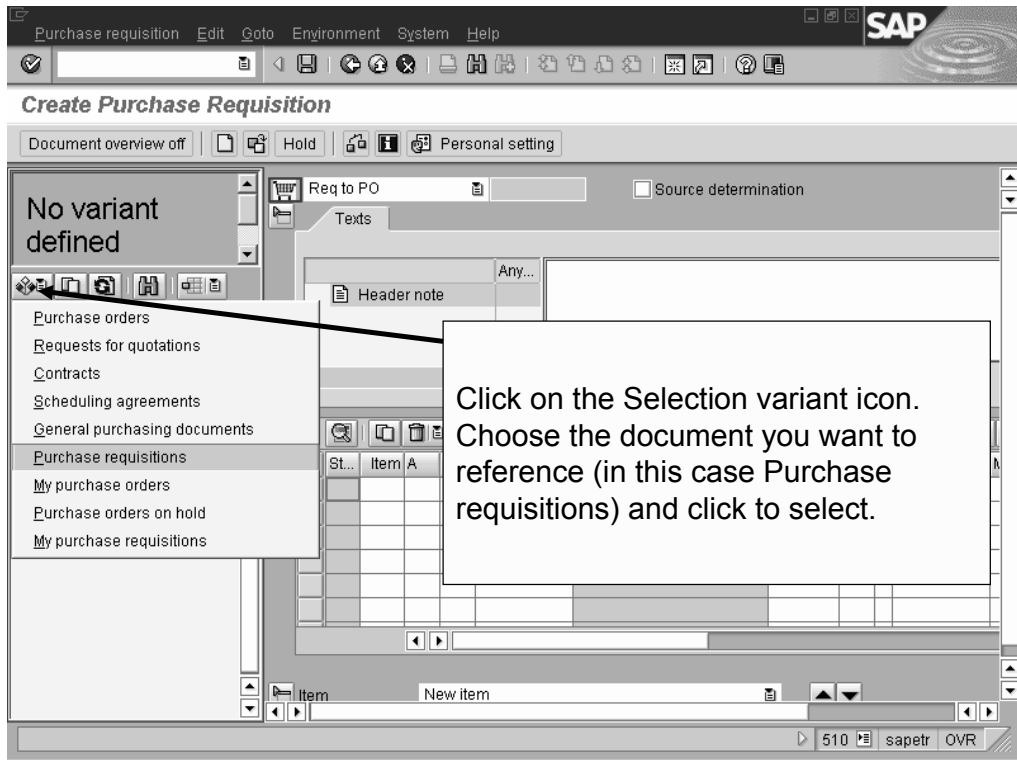 Purchase requisition Edit Goto Environment System Help
SAP
Create Purchase Requisition
Document overview off Hold Personal setting
No variant
defined
Req to PO Source determination
Texts
Any...
Header note
Purchase orders
Requests for quotations
Contracts
Scheduling agreements
General purchasing documents
Purchase requisitions
My purchase orders
Purchase orders on hold
My purchase requisitions
Click on the Selection variant icon.
Choose the document you want to
reference (in this case Purchase
requisitions) and click to select.
St... Item A
Item New item
510 sapetr OVR